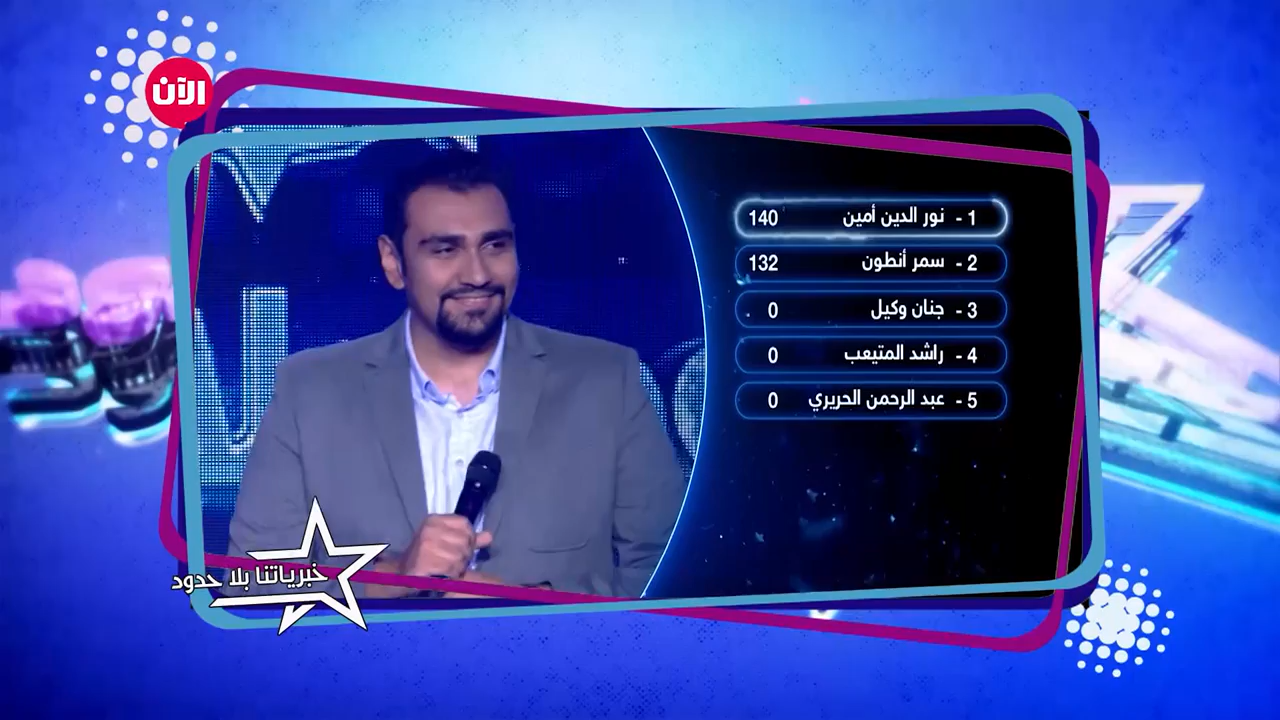 الآن
1 - نور الدين أمين 140
2 - سمر أنطون 132
3 - جنان وكيل 0
4 - راشد المتيعب 0
5 - عبد الرحمن الحريري 0
خبرياتنا بلا حدود